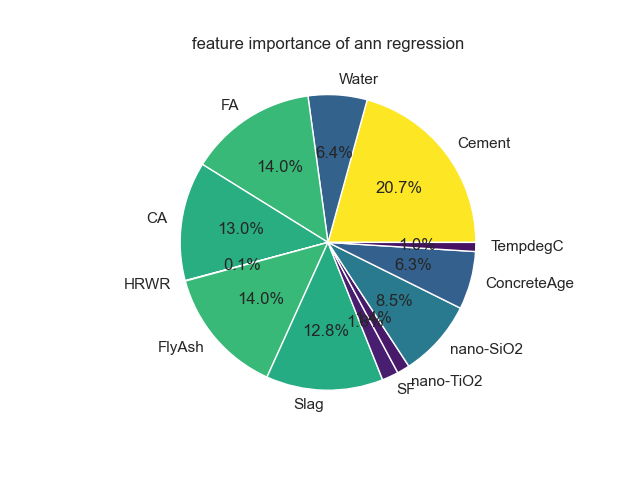 feature importance of ann regression
Water
FA
Cement
6.4%
14.0%
20.7%
CA
13.0%
0.1%
HRWR
14.0%
FlyAsh
12.8%
Slag
SF
nano-TiO2
8.5%
nano-SiO2
6.3%
ConcreteAge
1.0%
TempdegC